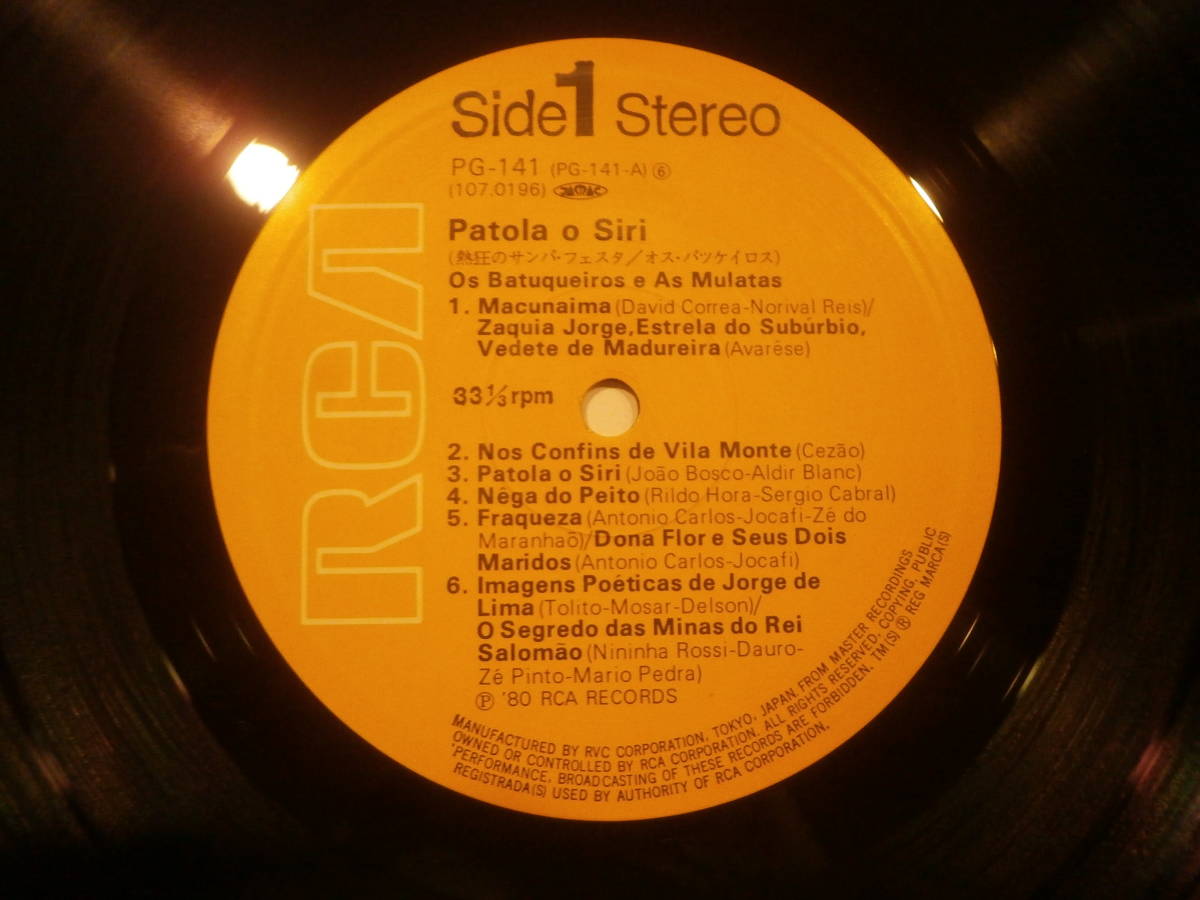 RCA
Side 1 Stereo
PG-141 (PG-141-A) ⑥
(107.0196)
Patola o Siri
(熱狂のサンバ・フェスタ/オス・バツケイロス)
Os Batuqueiros e As Mulatas
1. Macunaima (David Correa-Norival Reis)/
Zaquia Jorge, Estrela do Subúrbio,
Vedete de Madureira (Avarése)
33 1/3 rpm
2. Nos Confins de Vila Monte (Cezão)
3. Patola o Siri (João Bosco-Aldir Blanc)
4. Nêga do Peito (Rildo Hora-Sergio Cabral)
5. Fraqueza (Antonio Carlos-Jocafi-Zé do
Maranhaõ)/Dona Flor e Seus Dois
Maridos (Antonio Carlos-Jocafi)
6. Imagens Poéticas de Jorge de
Lima (Tolito-Mosar-Delson)/
O Segredo das Minas do Rei
Salomão (Nininha Rossi-Dauro-
Zé Pinto-Mario Pedra)
Ⓟ '80 RCA RECORDS
MANUFACTURED BY RVC CORPORATION, TOKYO, JAPAN, FROM MASTER RECORDINGS
OWNED OR CONTROLLED BY RCA CORPORATION. ALL RIGHTS RESERVED, COPYING, PUBLIC
PERFORMANCE, BROADCASTING OF THESE RECORDS ARE FORBIDDEN. TM(S) ® REG MARCA(S)
REGISTRADA(S) USED BY AUTHORITY OF RCA CORPORATION.